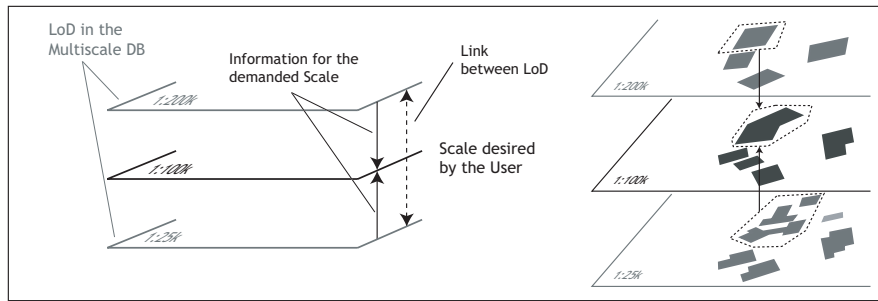 LoD in the
Multiscale DB
Information for the
demanded Scale
Link
between LoD
Scale desired
by the User
1:200k
1:100k
1:25k
1:200k
1:100k
1:25k